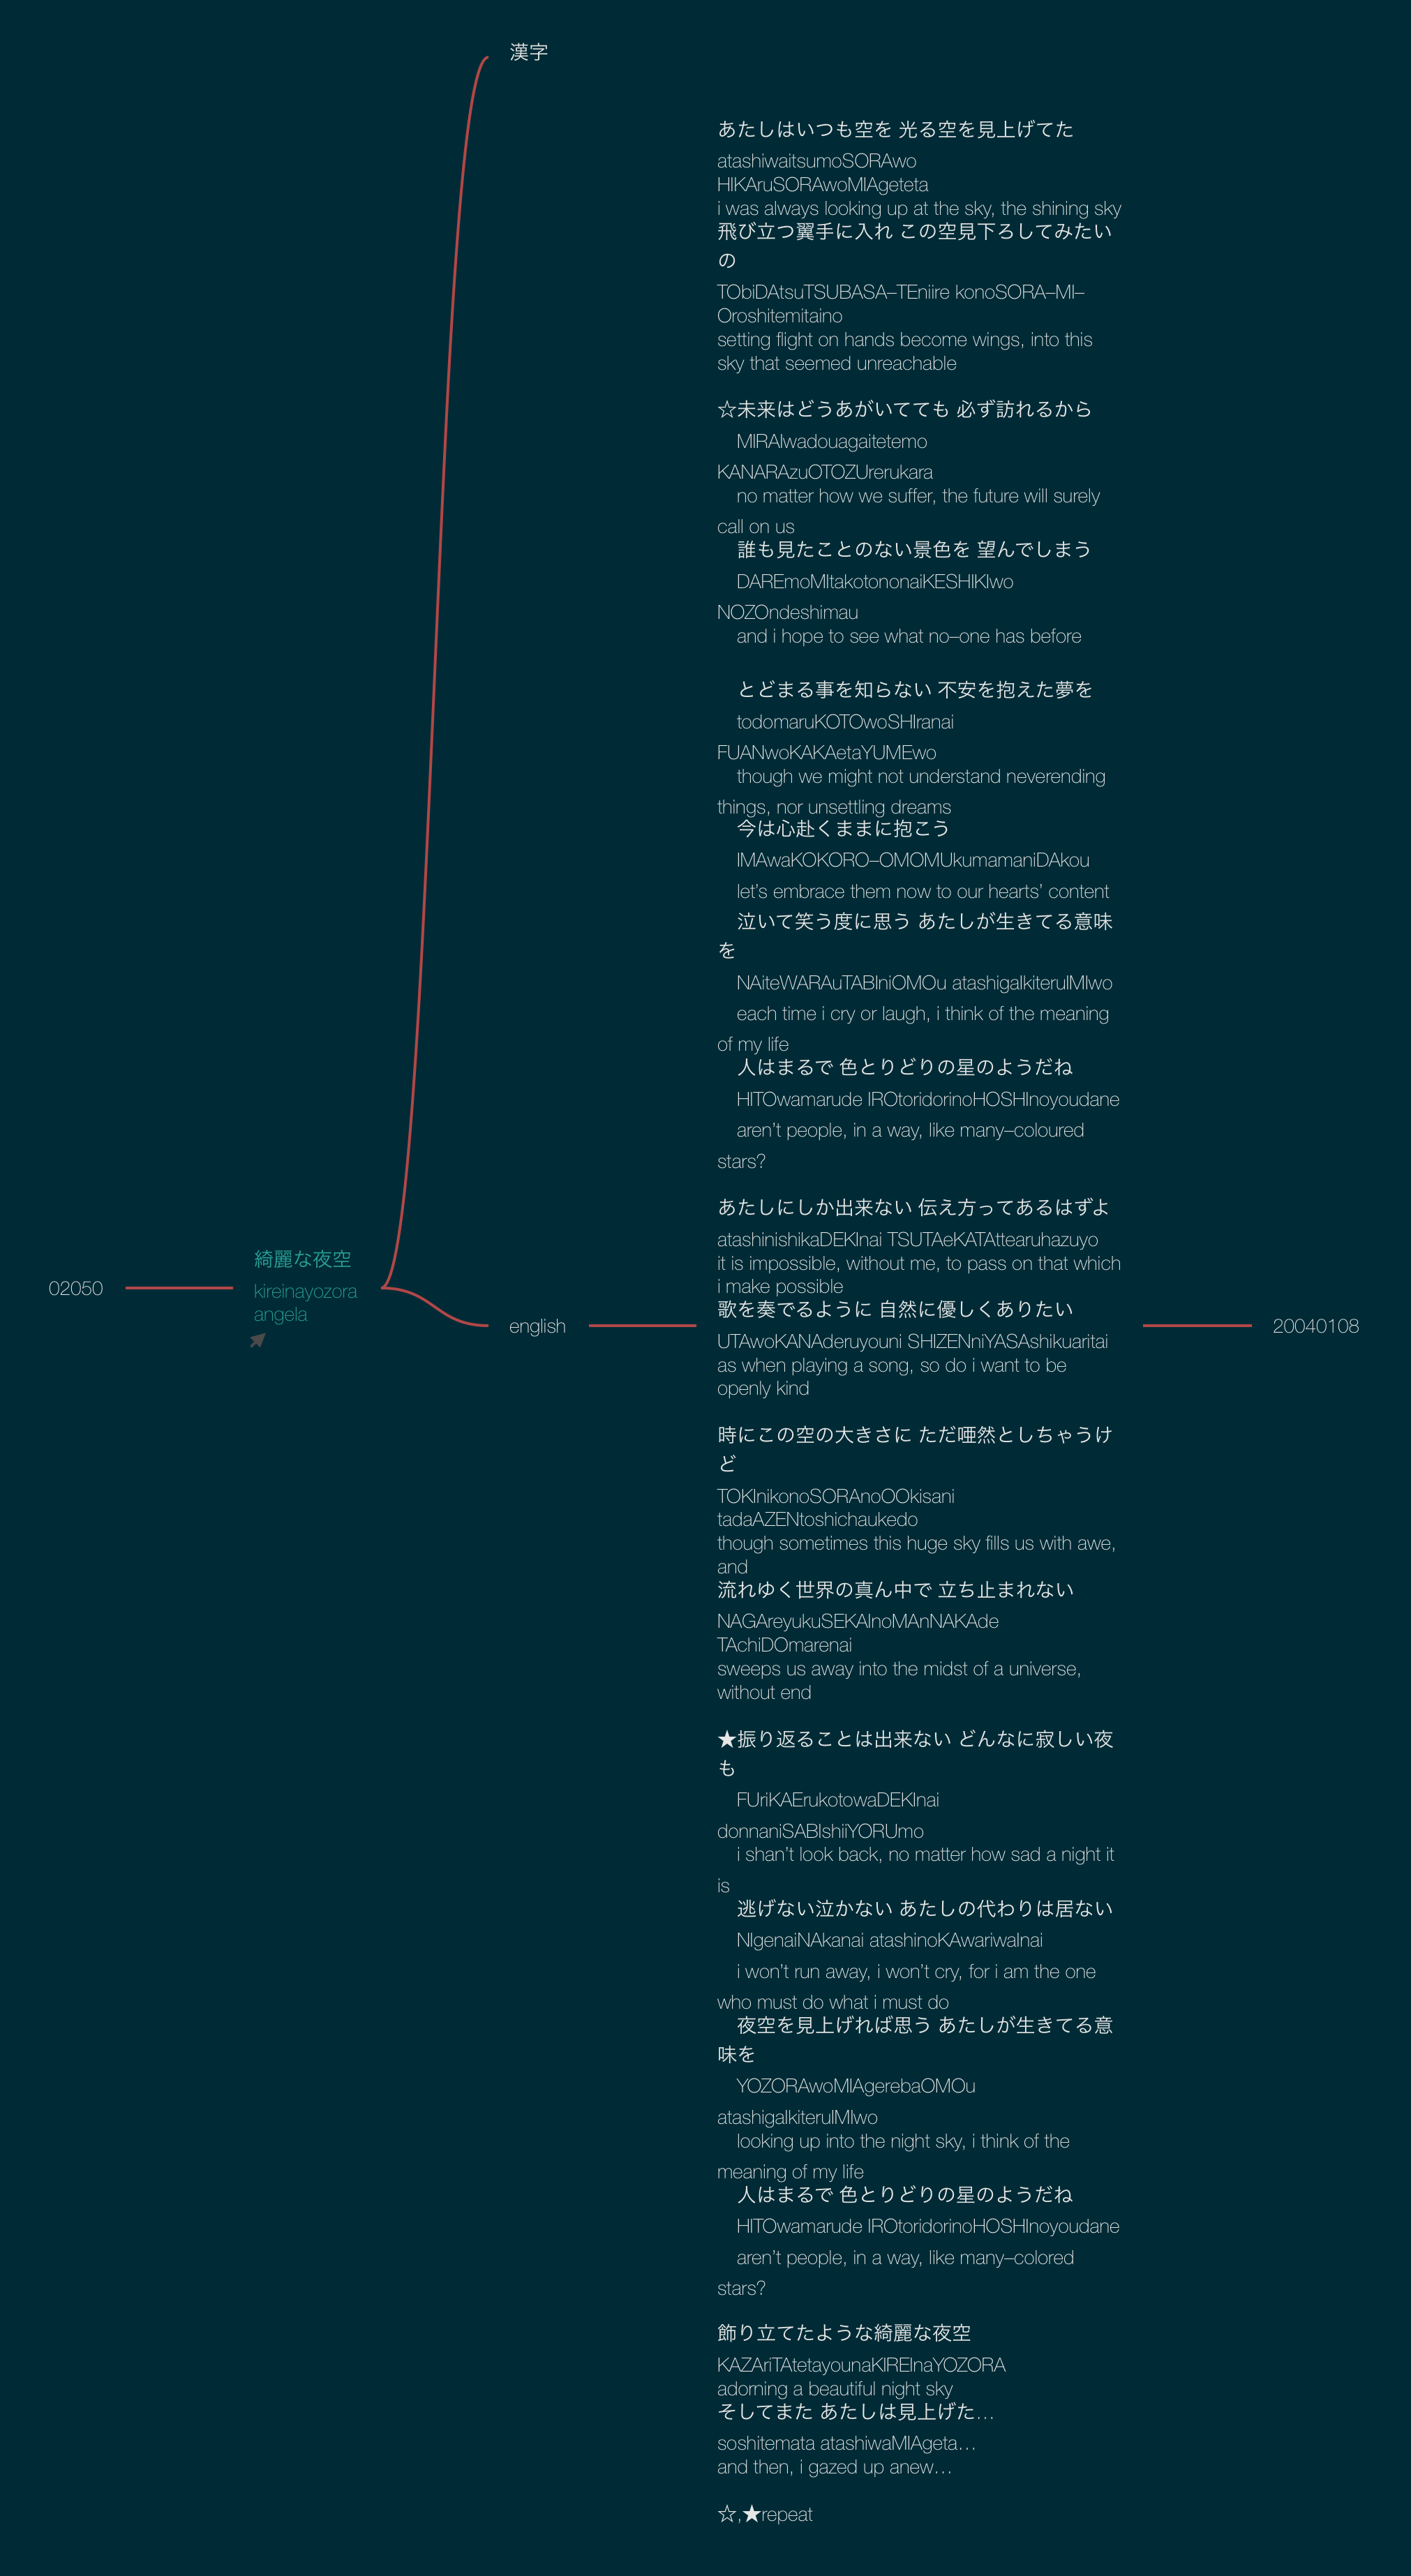 漢字
あたしはいつも空を 光る空を見上げてた
atashiwaitsumoSORAwo
HIKAruSORAwoMIAgeteta
i was always looking up at the sky, the shining sky
飛び立つ翼手に入れ この空見下ろしてみたい
の
TObiDAtsuTSUBASA–TEniire konoSORA–MI–
Oroshitemitaino
setting flight on hands become wings, into this
sky that seemed unreachable
☆未来はどうあがいてても 必ず訪れるから
MIRAIwadouagaitetemo
KANARAzuOTOZUrerukara
no matter how we suffer, the future will surely
call on us
誰も見たことのない景色を 望んでしまう
DAREmoMItakotononaiKESHIKIwo
NOZOndeshimau
and i hope to see what no–one has before
とどまる事を知らない 不安を抱えた夢を
todomaruKOTOwoSHIranai
FUANwoKAKAetaYUMEwo
though we might not understand neverending
things, nor unsettling dreams
今は心赴くままに抱こう
IMAwaKOKORO–OMOMUkumamaniDAkou
let’s embrace them now to our hearts’ content
泣いて笑う度に思う あたしが生きてる意味
を
NAiteWARAuTABIniOMOu atashigaIkiteruIMIwo
each time i cry or laugh, i think of the meaning
of my life
人はまるで 色とりどりの星のようだね
HITOwamarude IROtoridorinoHOSHInoyoudane
aren’t people, in a way, like many–coloured
stars?
あたしにしか出来ない 伝え方ってあるはずよ
atashinishikaDEKInai TSUTAeKATAttearuhazuyo
it is impossible, without me, to pass on that which
i make possible
歌を奏でるように 自然に優しくありたい
UTAwoKANAderuyouni SHIZENniYASAshikuaritai
as when playing a song, so do i want to be
openly kind
時にこの空の大きさに ただ唖然としちゃうけ
ど
TOKInikonoSORAnoOOkisani
tadaAZENtoshichaukedo
though sometimes this huge sky fills us with awe,
and
流れゆく世界の真ん中で 立ち止まれない
NAGAreyukuSEKAInoMAnNAKAde
TAchiDOmarenai
sweeps us away into the midst of a universe,
without end
★振り返ることは出来ない どんなに寂しい夜
も
FUriKAErukotowaDEKInai
donnaniSABIshiiYORUmo
i shan’t look back, no matter how sad a night it
is
逃げない泣かない あたしの代わりは居ない
NIgenaiNAkanai atashinoKAwariwaInai
i won’t run away, i won’t cry, for i am the one
who must do what i must do
夜空を見上げれば思う あたしが生きてる意
味を
YOZORAwoMIAgerebaOMOu
atashigaIkiteruIMIwo
looking up into the night sky, i think of the
meaning of my life
人はまるで 色とりどりの星のようだね
HITOwamarude IROtoridorinoHOSHInoyoudane
aren’t people, in a way, like many–colored
stars?
飾り立てたような綺麗な夜空
KAZAriTAtetayounaKIREInaYOZORA
adorning a beautiful night sky
そしてまた あたしは見上げた…
soshitemata atashiwaMIAgeta…
and then, i gazed up anew…
☆,★repeat
02050
綺麗な夜空
kireinayozora
angela
english
20040108